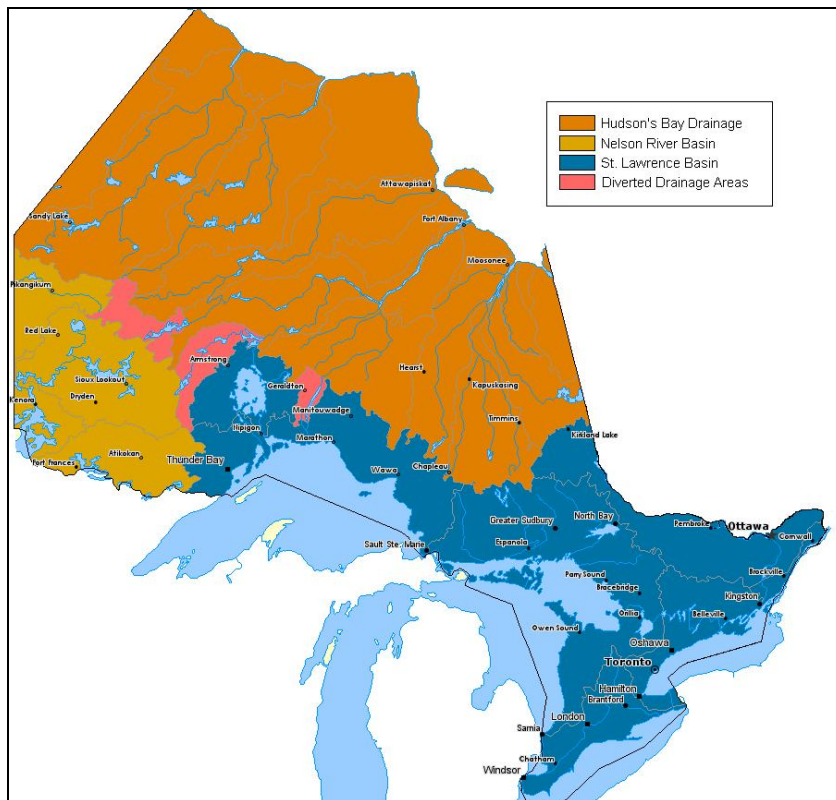 Hudson's Bay Drainage
Nelson River Basin
St. Lawrence Basin
Diverted Drainage Areas
Attawapiskat
Sandy Lake
Fort Albany
Moosonee
Pikangikum
Red Lake
Armstrong
Hearst
Kapuskasing
Sioux Lookout
Geraldton
Kenora
Dryden
Manitouwadge
Timmins
Nipigon
Kirkland Lake
Marathon
Atikokan
Thunder Bay
Fort Frances
Wawa
Chapleau
Greater Sudbury
North Bay
Pembroke
Ottawa
Cornwall
Sault Ste. Marie
Espanola
Parry Sound
Brockville
Bracebridge
Kingston
Orillia
Belleville
Owen Sound
Oshawa
Toronto
Hamilton
Brantford
London
Sarnia
Chatham
Windsor